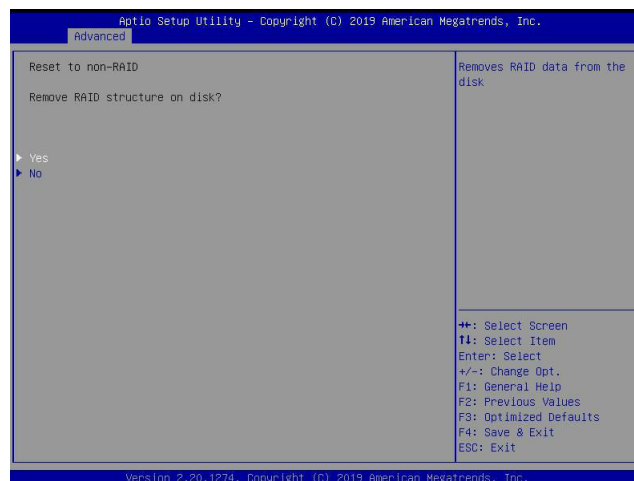 Aptio Setup Utility – Copyright (C) 2019 American Megatrends, Inc.
Advanced
Reset to non-RAID
Remove RAID structure on disk?
Yes
No
Removes RAID data from the
disk
→←: Select Screen
↑↓: Select Item
Enter: Select
+/-: Change Opt.
F1: General Help
F2: Previous Values
F3: Optimized Defaults
F4: Save & Exit
ESC: Exit
Version 2.20.1274. Copyright (C) 2019 American Megatrends, Inc.